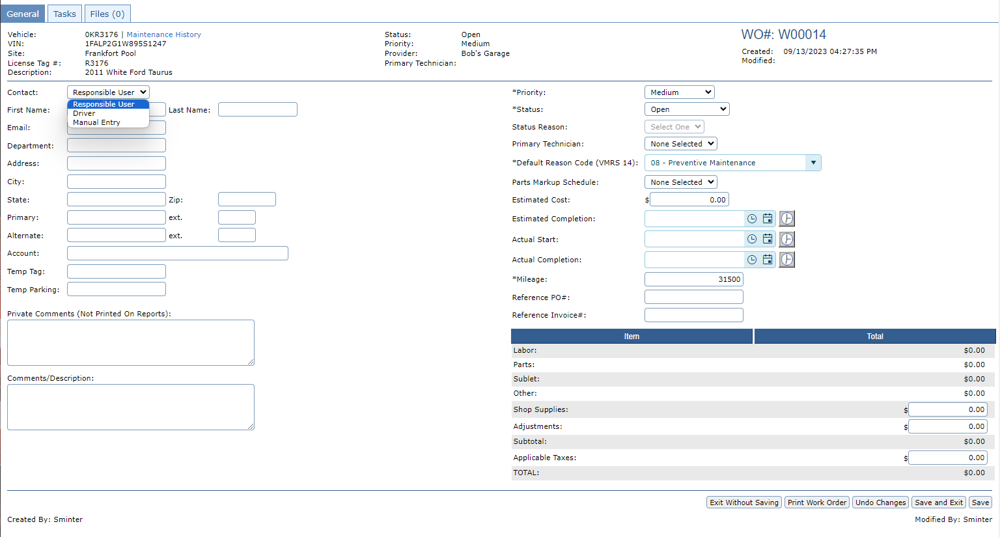 General Tasks Files (0)
Vehicle: 0KR3176 | Maintenance History
VIN: 1FALP2G1W895S1247
Site: Frankfort Pool
License Tag #: R3176
Description: 2011 White Ford Taurus
Status: Open
Priority: Medium
Provider: Bob's Garage
Primary Technician:
WO#: W00014
Created: 09/13/2023 04:27:35 PM
Modified:
Contact: Responsible User
Responsible User
Driver
Manual Entry
First Name: Last Name:
Email:
Department:
Address:
City:
State: Zip:
Primary: ext.
Alternate: ext.
Account:
Temp Tag:
Temp Parking:
Private Comments (Not Printed On Reports):
Comments/Description:
*Priority: Medium
*Status: Open
Status Reason: Select One
Primary Technician: None Selected
*Default Reason Code (VMRS 14): 08 - Preventive Maintenance
Parts Markup Schedule: None Selected
Estimated Cost: $ 0.00
Estimated Completion:
Actual Start:
Actual Completion:
*Mileage: 31500
Reference PO#:
Reference Invoice#:
Item Total
Labor: $0.00
Parts: $0.00
Sublet: $0.00
Other: $0.00
Shop Supplies: $ 0.00
Adjustments: $ 0.00
Subtotal: $0.00
Applicable Taxes: $ 0.00
TOTAL: $0.00
Exit Without Saving Print Work Order Undo Changes Save and Exit Save
Created By: Sminter Modified By: Sminter